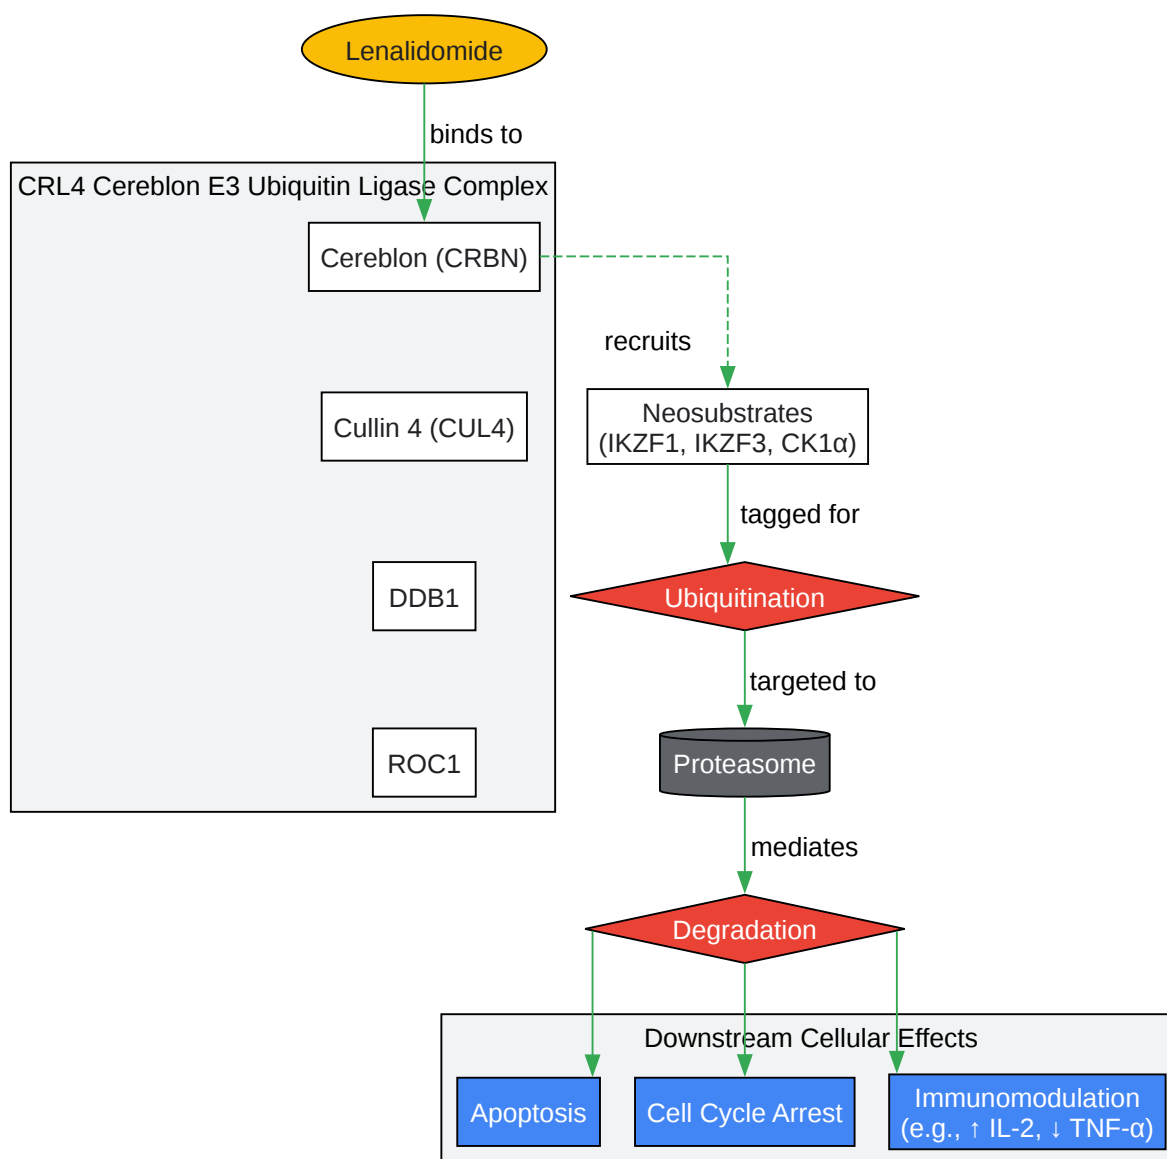 Lenalidomide
binds to
CRL4 Cereblon E3 Ubiquitin Ligase Complex
Cereblon (CRBN)
recruits
Cullin 4 (CUL4)
Neosubstrates
(IKZF1, IKZF3, CK1α)
tagged for
DDB1
Ubiquitination
targeted to
ROC1
Proteasome
mediates
Degradation
Downstream Cellular Effects
Apoptosis
Cell Cycle Arrest
Immunomodulation
(e.g., ↑ IL-2, ↓ TNF-α)